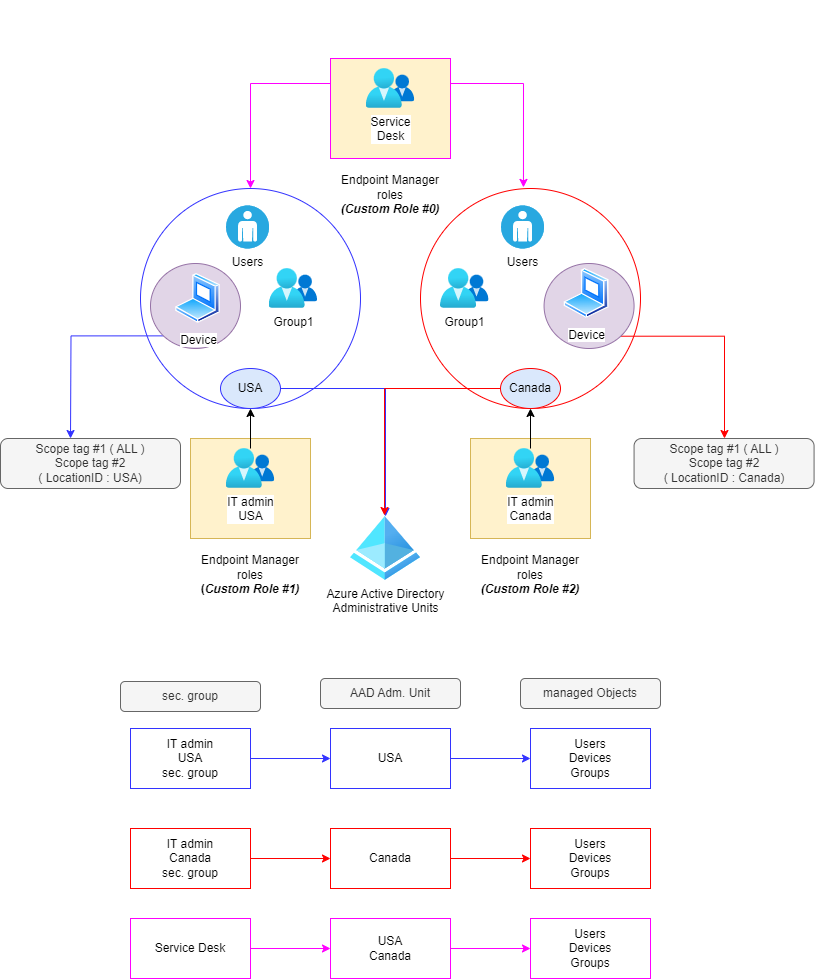 Service
Desk
Endpoint Manager
roles
(Custom Role #0)
Users
Group1
Device
USA
Users
Group1
Device
Canada
Scope tag #1 ( ALL )
Scope tag #2
( LocationID : USA)
IT admin
USA
Endpoint Manager
roles
(Custom Role #1)
Azure Active Directory
Administrative Units
IT admin
Canada
Endpoint Manager
roles
(Custom Role #2)
Scope tag #1 ( ALL )
Scope tag #2
( LocationID : Canada)
sec. group
AAD Adm. Unit
managed Objects
IT admin
USA
sec. group
USA
Users
Devices
Groups
IT admin
Canada
sec. group
Canada
Users
Devices
Groups
Service Desk
USA
Canada
Users
Devices
Groups